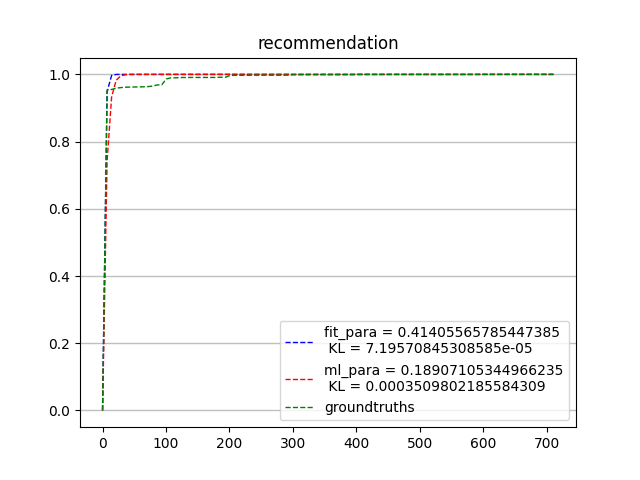 recommendation
1.0
0.8
0.6
0.4
0.2
0.0
fit_para = 0.41405565785447385
KL = 7.19570845308585e-05
ml_para = 0.18907105344966235
KL = 0.0003509802185584309
groundtruths
0 100 200 300 400 500 600 700